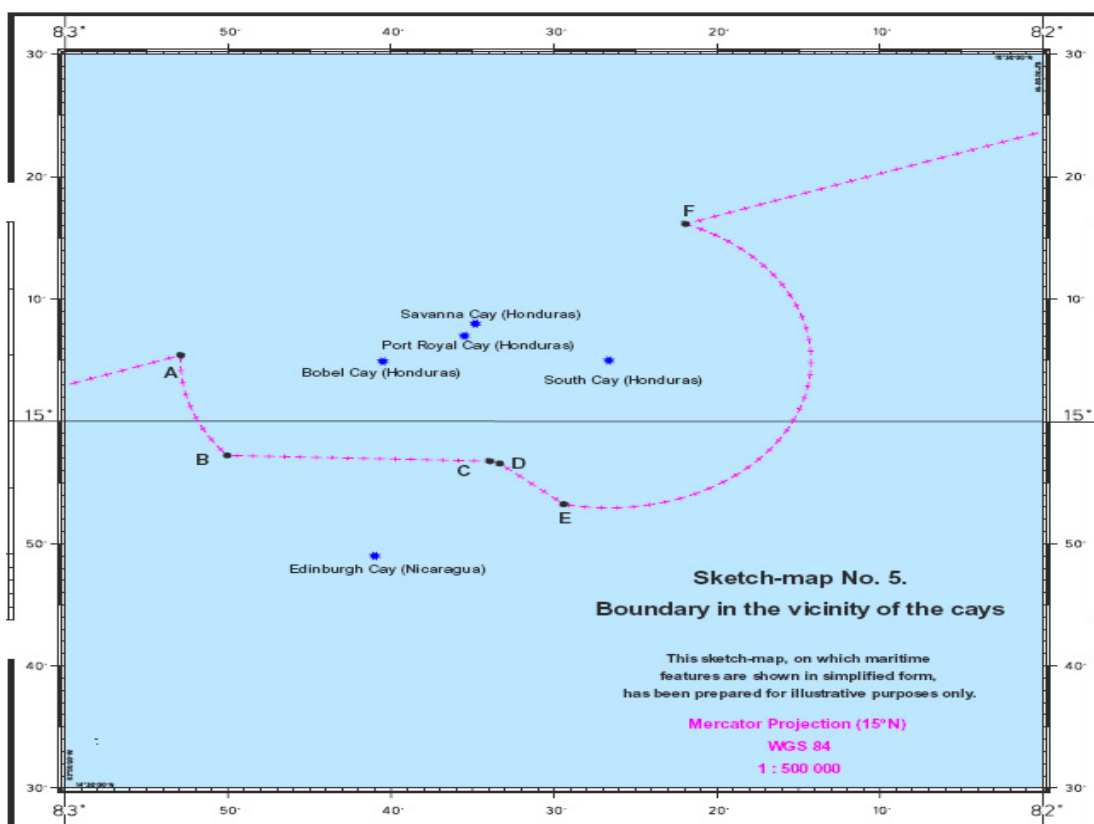 83° 50' 40' 30' 20' 10' 82°
30' 30'
20' 20'
F
10' 10'
Savanna Cay (Honduras)
Port Royal Cay (Honduras)
A Bobel Cay (Honduras) South Cay (Honduras)
15° 15°
B C D
E
50' 50'
Edinburgh Cay (Nicaragua)
Sketch-map No. 5.
Boundary in the vicinity of the cays
40' 40'
This sketch-map, on which maritime
features are shown in simplified form,
has been prepared for illustrative purposes only.
Mercator Projection (15°N)
WGS 84
1 : 500 000
30' 30'
83° 50' 40' 30' 20' 10' 82°